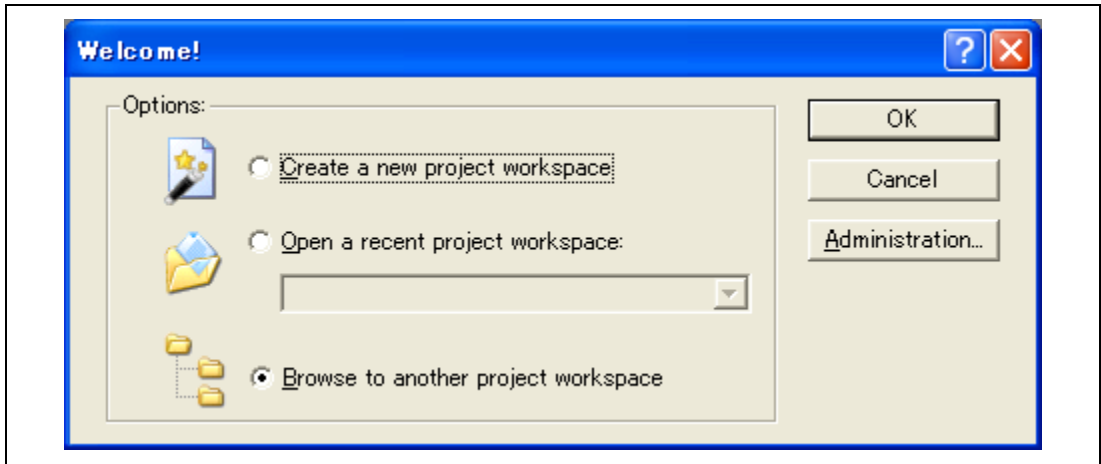 Welcome!
Options:
Create a new project workspace
Open a recent project workspace:
Browse to another project workspace
OK
Cancel
Administration...